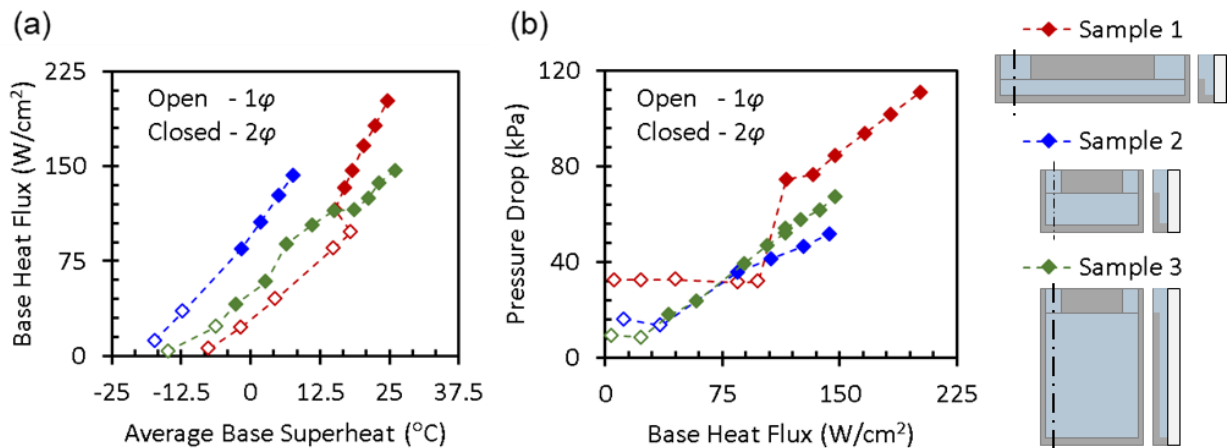 (a)
225
150
75
0
Base Heat Flux (W/cm²)
Open - 1φ
Closed - 2φ
-25 -12.5 0 12.5 25 37.5
Average Base Superheat (°C)
(b)
120
80
40
0
Pressure Drop (kPa)
Open - 1φ
Closed - 2φ
0 75 150 225
Base Heat Flux (W/cm²)
Sample 1
Sample 2
Sample 3